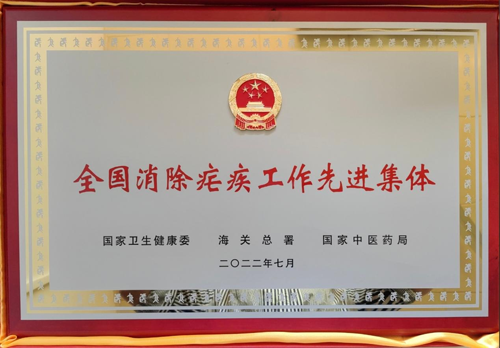 全国消除疟疾工作先进集体
国家卫生健康委 海关总署 国家中医药局
二〇二二年七月